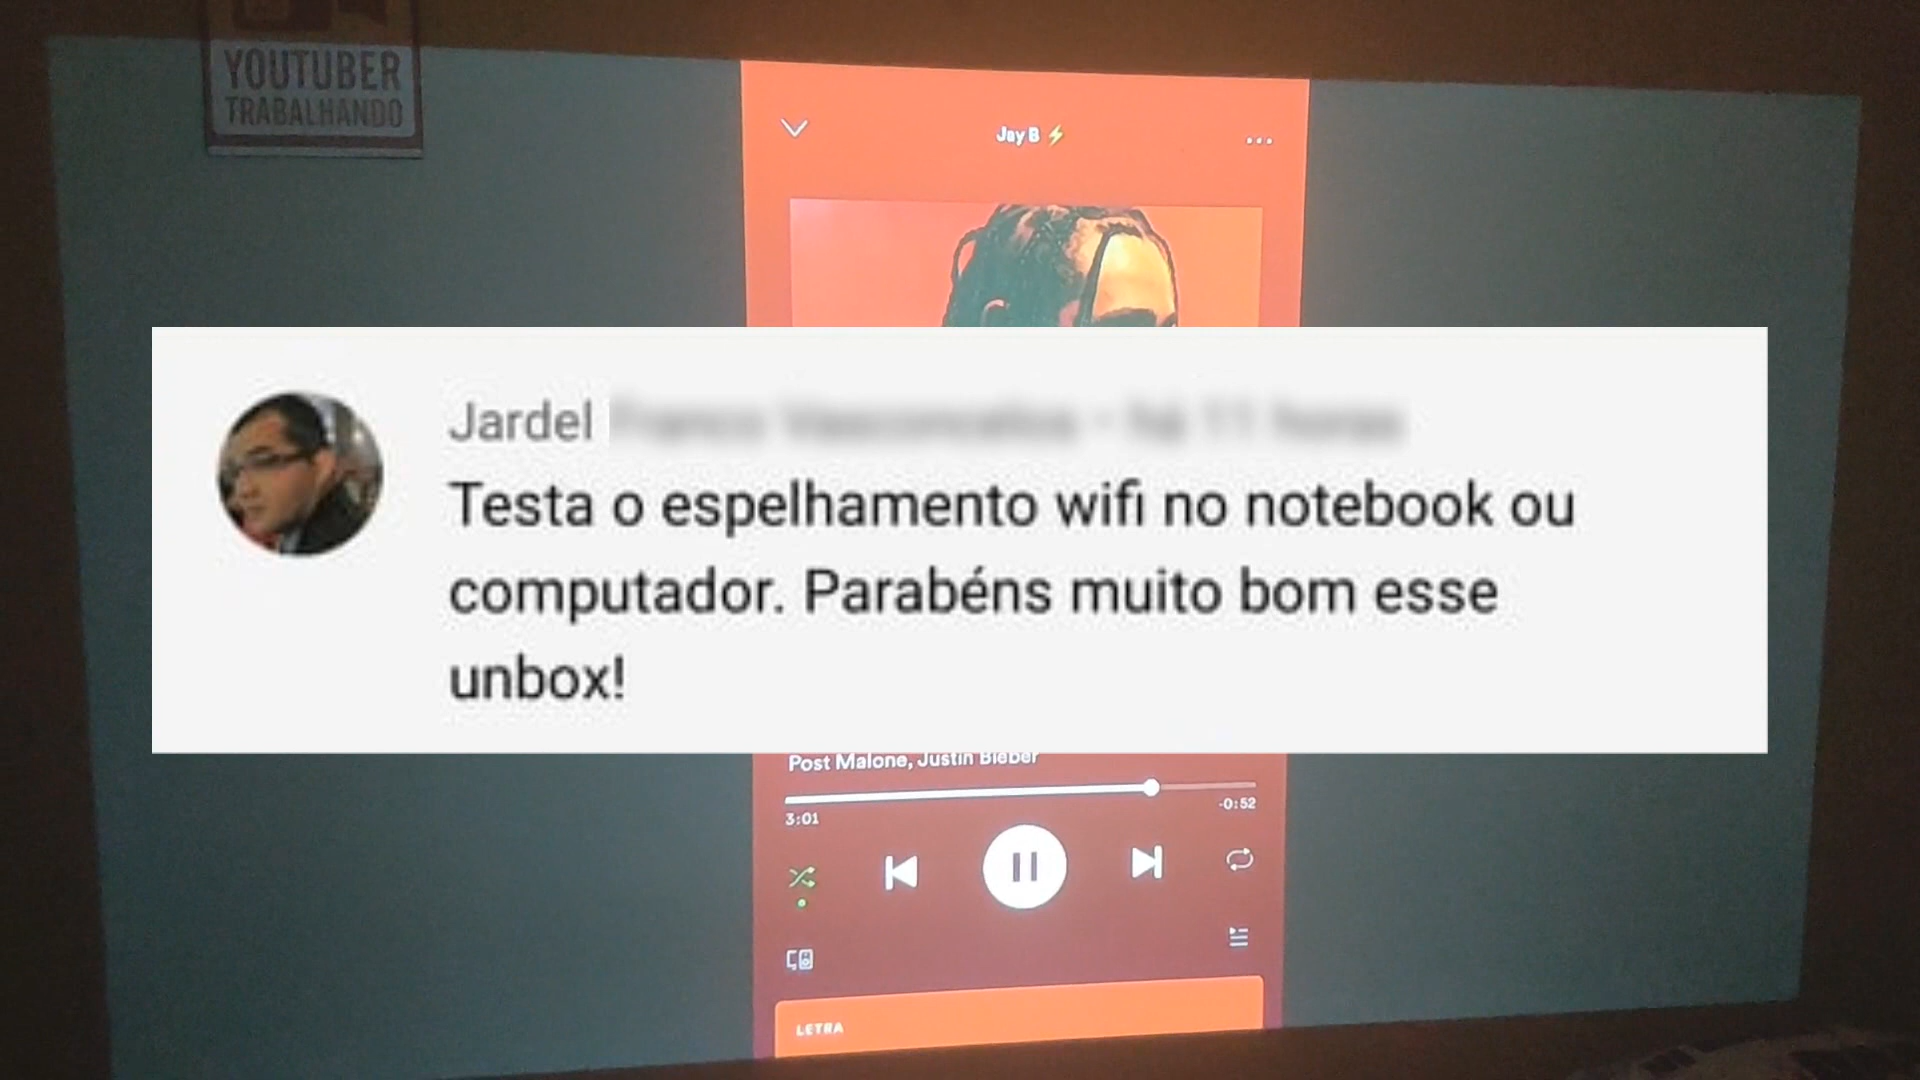 YOUTUBER
TRABALHANDO
Jay B ⚡
Jardel
Testa o espelhamento wifi no notebook ou
computador. Parabéns muito bom esse
unbox!
Post Malone, Justin Bieber
3:01
-0:52
LETRA